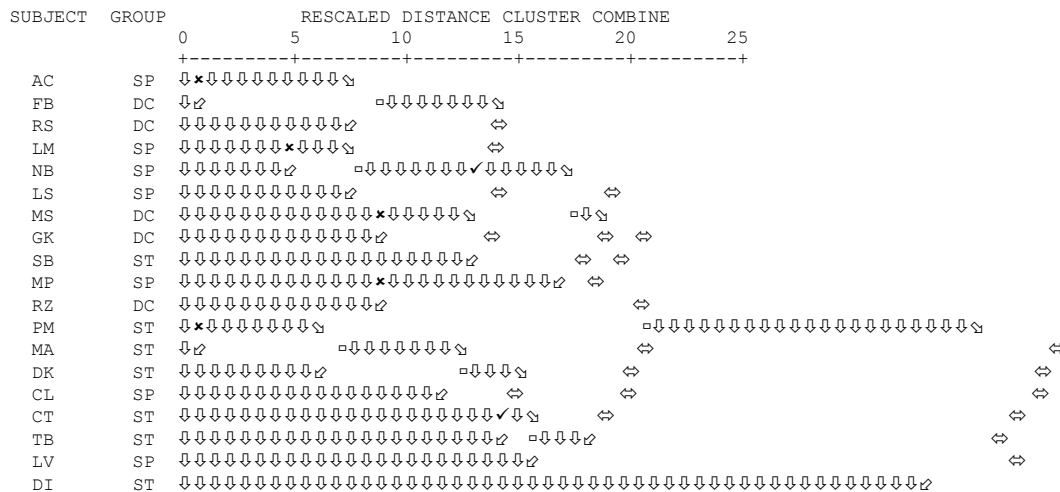 SUBJECT GROUP RESCALED DISTANCE CLUSTER COMBINE
0 5 10 15 20 25
+---------+---------+---------+---------+---------+
AC SP
FB DC
RS DC
LM SP
NB SP
LS SP
MS DC
GK DC
SB ST
MP SP
RZ DC
PM ST
MA ST
DK ST
CL SP
CT ST
TB ST
LV SP
DI ST